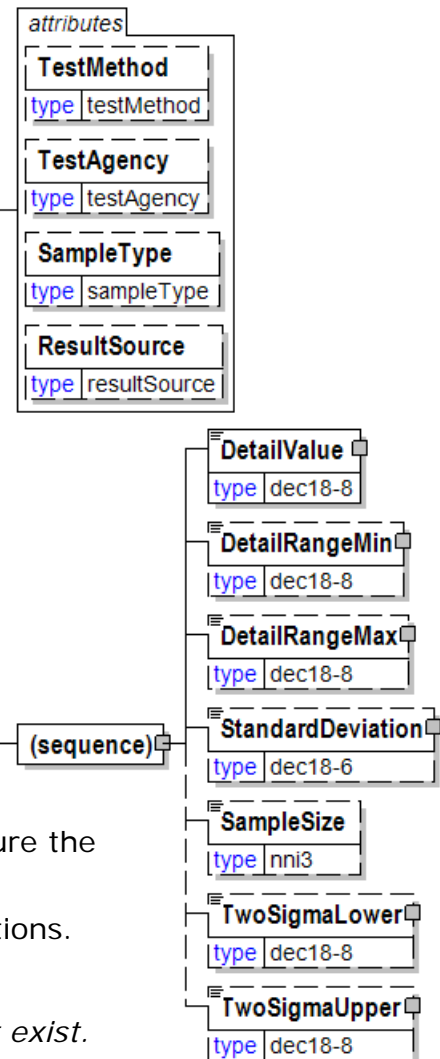 attributes
TestMethod
type testMethod
TestAgency
type testAgency
SampleType
type sampleType
ResultSource
type resultSource
DetailValue
type dec18-8
DetailRangeMin
type dec18-8
DetailRangeMax
type dec18-8
StandardDeviation
type dec18-6
(sequence)
SampleSize
type nni3
TwoSigmaLower
type dec18-8
TwoSigmaUpper
type dec18-8
ure the
tions.
exist.